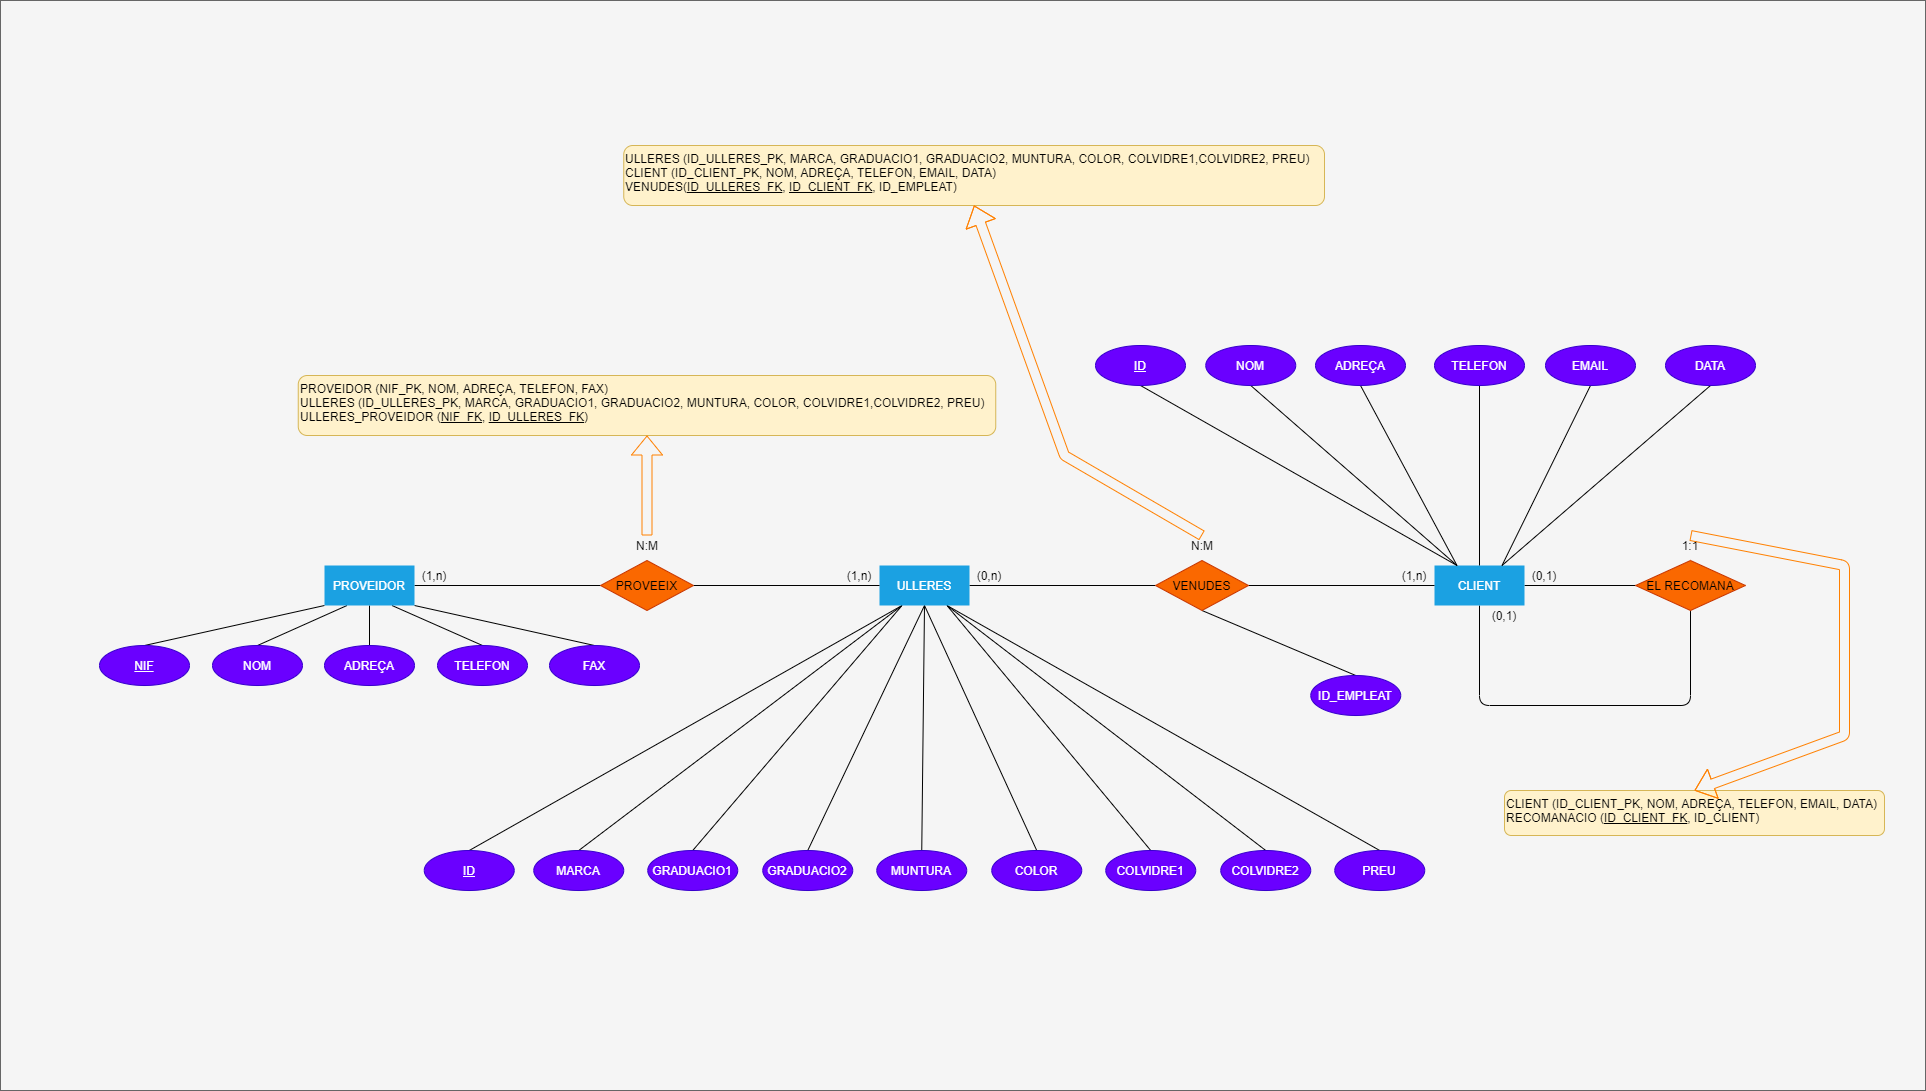 ULLERES (ID_ULLERES_PK, MARCA, GRADUACIO1, GRADUACIO2, MUNTURA, COLOR, COLVIDRE1,COLVIDRE2, PREU)
CLIENT (ID_CLIENT_PK, NOM, ADREÇA, TELEFON, EMAIL, DATA)
VENUDES(ID_ULLERES_FK, ID_CLIENT_FK, ID_EMPLEAT)
ID
NOM
ADREÇA
TELEFON
EMAIL
DATA
PROVEIDOR (NIF_PK, NOM, ADREÇA, TELEFON, FAX)
ULLERES (ID_ULLERES_PK, MARCA, GRADUACIO1, GRADUACIO2, MUNTURA, COLOR, COLVIDRE1,COLVIDRE2, PREU)
ULLERES_PROVEIDOR (NIF_FK, ID_ULLERES_FK)
N:M
N:M
1:1
PROVEIDOR
(1,n)
PROVEEIX
(1,n)
ULLERES
(0,n)
VENUDES
(1,n)
CLIENT
(0,1)
EL RECOMANA
(0,1)
NIF
NOM
ADREÇA
TELEFON
FAX
ID_EMPLEAT
CLIENT (ID_CLIENT_PK, NOM, ADREÇA, TELEFON, EMAIL, DATA)
RECOMANACIO (ID_CLIENT_FK, ID_CLIENT)
ID
MARCA
GRADUACIO1
GRADUACIO2
MUNTURA
COLOR
COLVIDRE1
COLVIDRE2
PREU